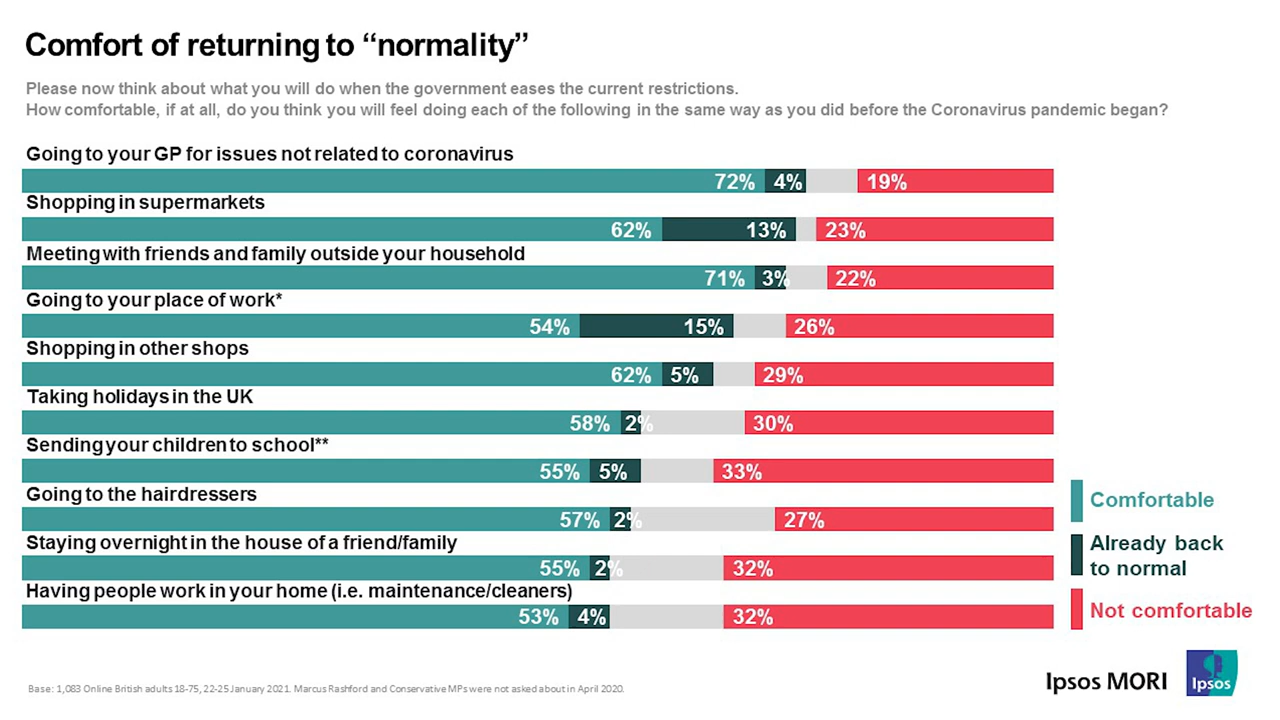 Comfort of returning to “normality”
Please now think about what you will do when the government eases the current restrictions.
How comfortable, if at all, do you think you will feel doing each of the following in the same way as you did before the Coronavirus pandemic began?
Going to your GP for issues not related to coronavirus
72% 4% 19%
Shopping in supermarkets
62% 13% 23%
Meeting with friends and family outside your household
71% 3% 22%
Going to your place of work*
54% 15% 26%
Shopping in other shops
62% 5% 29%
Taking holidays in the UK
58% 2% 30%
Sending your children to school**
55% 5% 33%
Going to the hairdressers
57% 2% 27%
Staying overnight in the house of a friend/family
55% 2% 32%
Having people work in your home (i.e. maintenance/cleaners)
53% 4% 32%
Comfortable
Already back
to normal
Not comfortable
Base: 1,083 Online British adults 18-75, 22-25 January 2021. Marcus Rashford and Conservative MPs were not asked about in April 2020.
Ipsos MORI
Ipsos